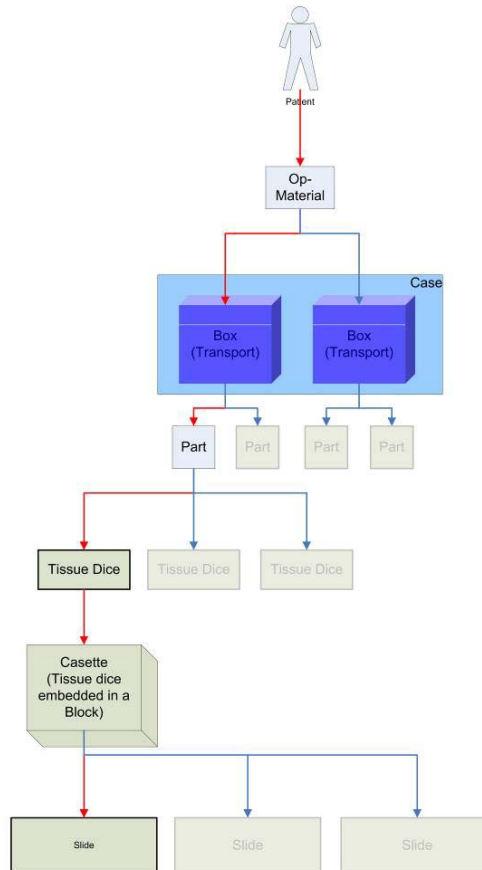 Patient
Op-
Material
Case
Box
(Transport)
Box
(Transport)
Part
Part
Part
Part
Tissue Dice
Tissue Dice
Tissue Dice
Casette
(Tissue dice
embedded in a
Block)
Slide
Slide
Slide